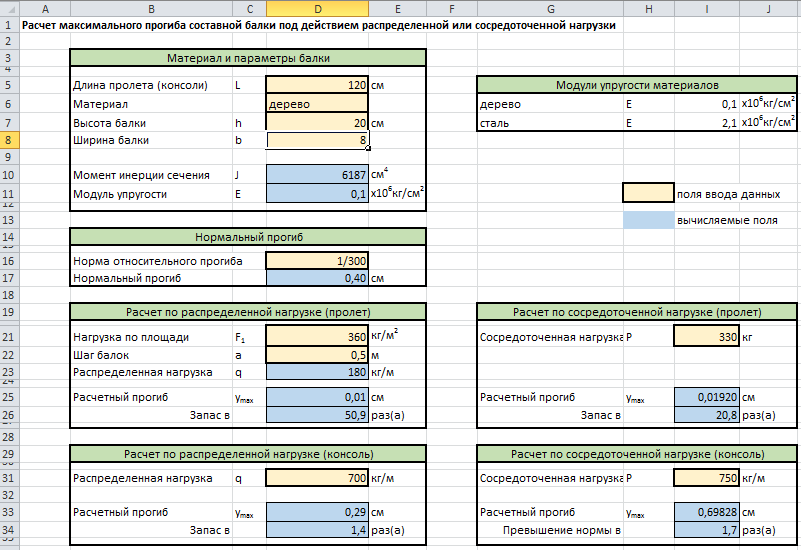 A B C D E F G H I J
1 Расчет максимального прогиба составной балки под действием распределенной или сосредоточенной нагрузки
2
3 Материал и параметры балки
4
5 Длина пролета (консоли) L 120 см Модули упругости материалов
6 Материал дерево дерево E 0,1 x10⁶кг/см²
7 Высота балки h 20 см сталь E 2,1 x10⁶кг/см²
8 Ширина балки b 8
9
10 Момент инерции сечения J 6187 см⁴
11 Модуль упругости E 0,1 x10⁶кг/см² поля ввода данных
12
13 вычисляемые поля
14 Нормальный прогиб
15
16 Норма относительного прогиба 1/300
17 Нормальный прогиб 0,40 см
18
19 Расчет по распределенной нагрузке (пролет) Расчет по сосредоточенной нагрузке (пролет)
21 Нагрузка по площади F₁ 360 кг/м² Сосредоточенная нагрузка P 330 кг
22 Шаг балок a 0,5 м
23 Распределенная нагрузка q 180 кг/м
24
25 Расчетный прогиб ymax 0,01 см Расчетный прогиб ymax 0,01920 см
26 Запас в 50,9 раз(а) Запас в 20,8 раз(а)
28
29 Расчет по распределенной нагрузке (консоль) Расчет по сосредоточенной нагрузке (консоль)
31 Распределенная нагрузка q 700 кг/м Сосредоточенная нагрузка P 750 кг/м
32
33 Расчетный прогиб ymax 0,29 см Расчетный прогиб ymax 0,69828 см
34 Запас в 1,4 раз(а) Превышение нормы в 1,7 раз(а)
35